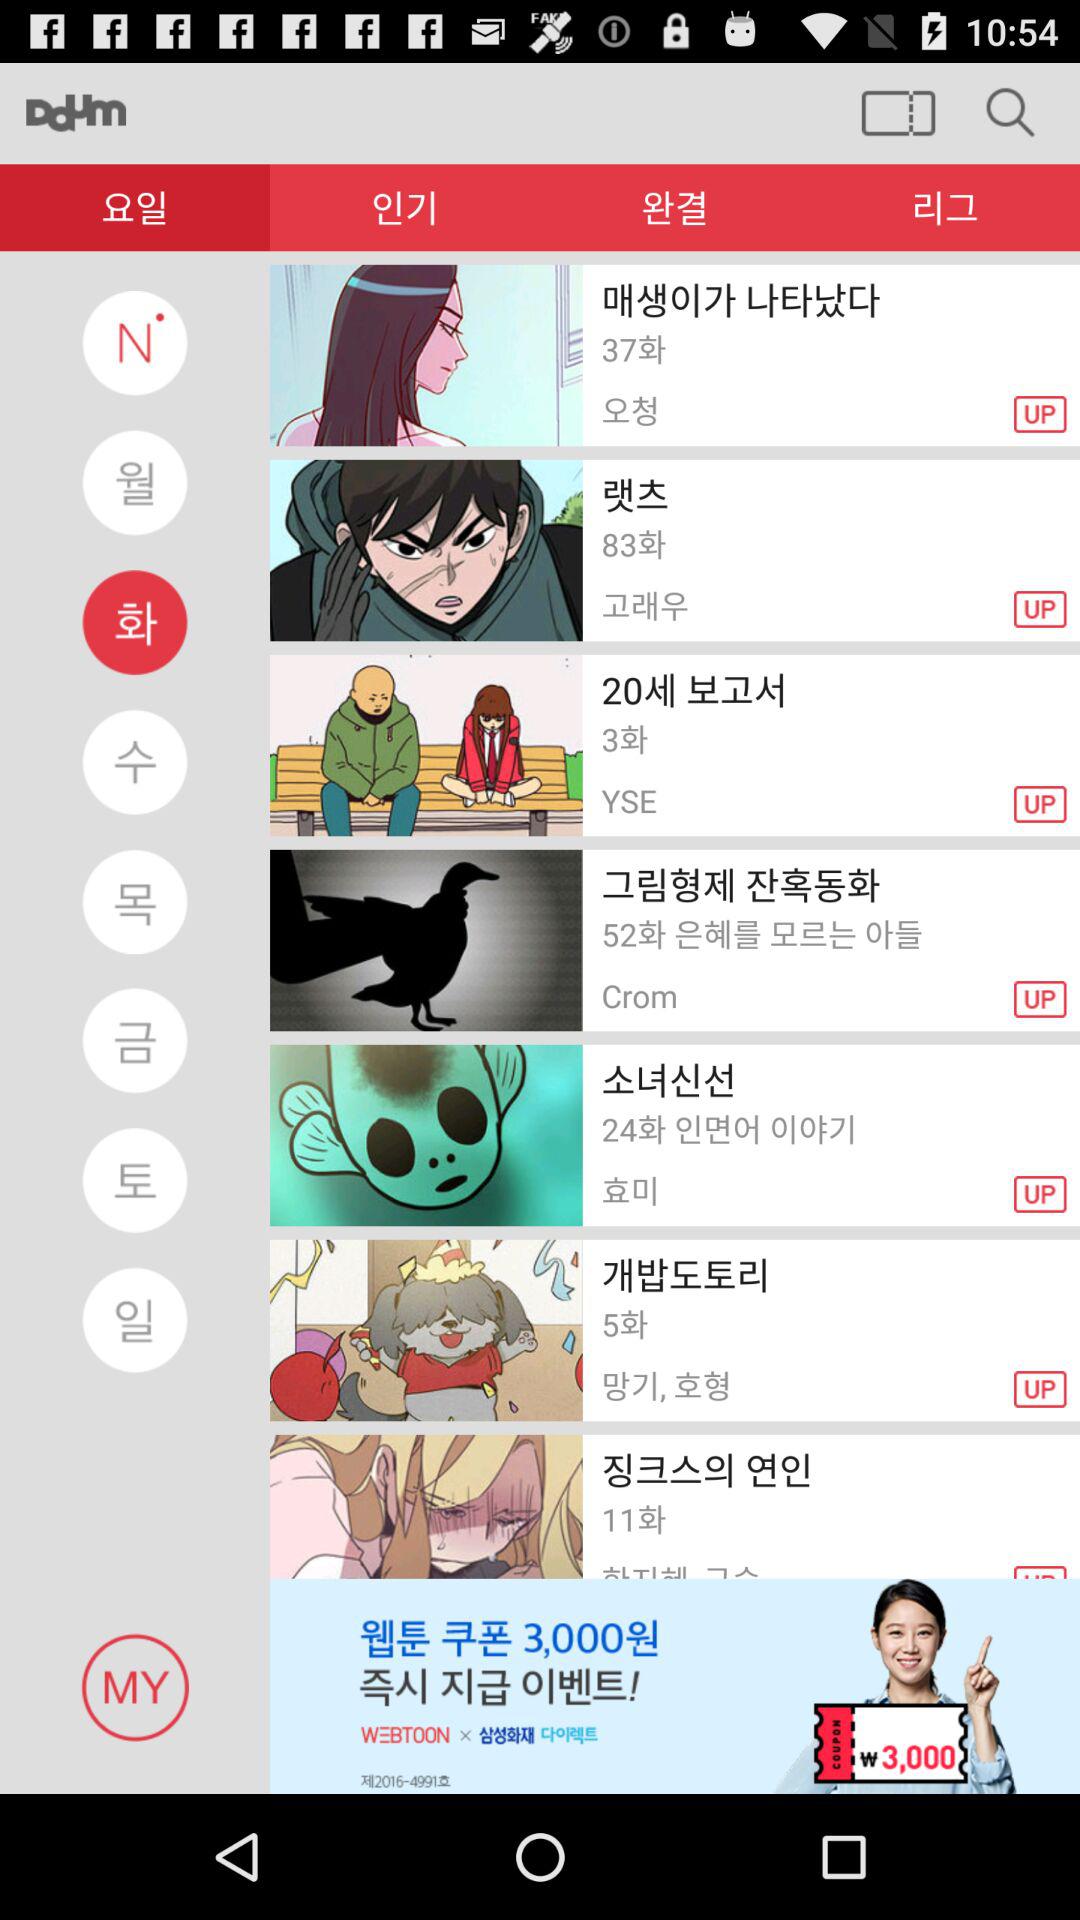 FAKE
10:54
Daum
요일 인기 완결 리그
N
월
화
수
목
금
토
일
MY
매생이가 나타났다
37화
오청
UP
랫츠
83화
고래우
UP
20세 보고서
3화
YSE
UP
그림형제 잔혹동화
52화 은혜를 모르는 아들
Crom
UP
소녀신선
24화 인면어 이야기
효미
UP
개밥도토리
5화
망기, 호형
UP
징크스의 연인
11화
UP
웹툰 쿠폰 3,000원
즉시 지급 이벤트!
WEBTOON × 삼성화재 다이렉트
제2016-4991호
COUPON
₩3,000